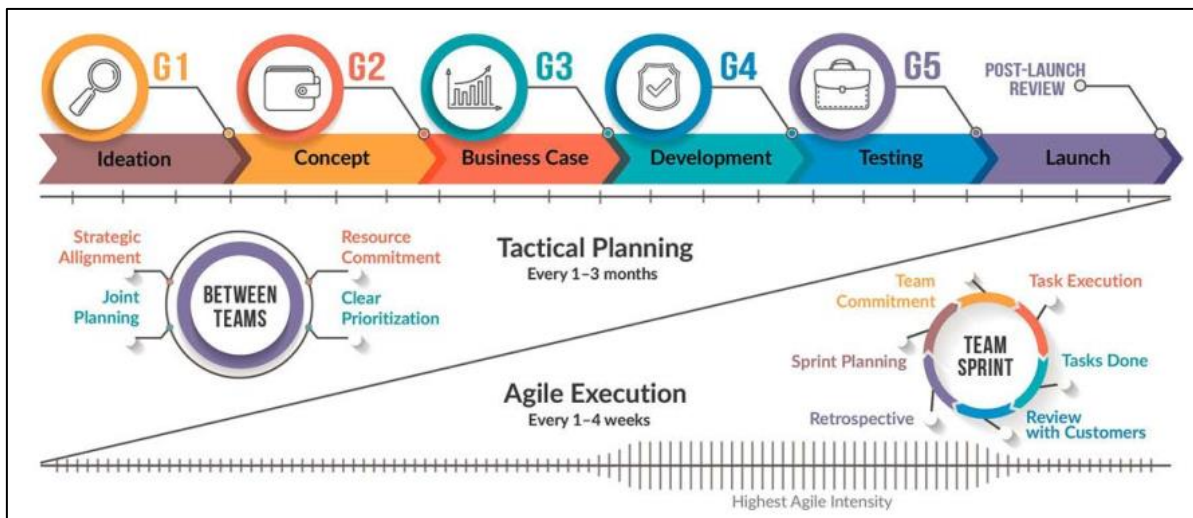 G1
G2
G3
G4
G5
POST-LAUNCH
REVIEW
Ideation
Concept
Business Case
Development
Testing
Launch
Tactical Planning
Every 1–3 months
Strategic
Allignment
Joint
Planning
BETWEEN
TEAMS
Resource
Commitment
Clear
Prioritization
Agile Execution
Every 1–4 weeks
Team
Commitment
Task Execution
Sprint Planning
TEAM
SPRINT
Tasks Done
Retrospective
Review
with Customers
Highest Agile Intensity